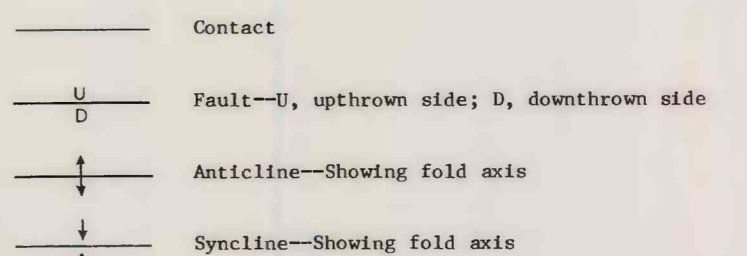 Contact
U
Fault--U, upthrown side; D, downthrown side
D
Anticline--Showing fold axis
Syncline--Showing fold axis